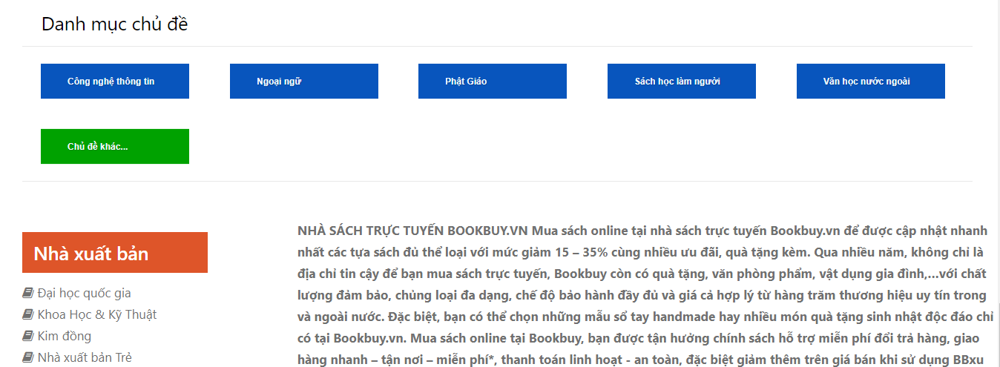 Danh mục chủ đề
Công nghệ thông tin
Ngoại ngữ
Phật Giáo
Sách học làm người
Văn học nước ngoài
Chủ đề khác...
Nhà xuất bản
Đại học quốc gia
Khoa Học & Kỹ Thuật
Kim đồng
Nhà xuất bản Trẻ
NHÀ SÁCH TRỰC TUYẾN BOOKBUY.VN Mua sách online tại nhà sách trực tuyến Bookbuy.vn để được cập nhật nhanh
nhất các tựa sách đủ thể loại với mức giảm 15 – 35% cùng nhiều ưu đãi, quà tặng kèm. Qua nhiều năm, không chỉ là
địa chỉ tin cậy để bạn mua sách trực tuyến, Bookbuy còn có quà tặng, văn phòng phẩm, vật dụng gia đình,...với chất
lượng đảm bảo, chủng loại đa dạng, chế độ bảo hành đầy đủ và giá cả hợp lý từ hàng trăm thương hiệu uy tín trong
và ngoài nước. Đặc biệt, bạn có thể chọn những mẫu sổ tay handmade hay nhiều món quà tặng sinh nhật độc đáo chỉ
có tại Bookbuy.vn. Mua sách online tại Bookbuy, bạn được tận hưởng chính sách hỗ trợ miễn phí đổi trả hàng, giao
hàng nhanh – tận nơi – miễn phí*, thanh toán linh hoạt - an toàn, đặc biệt giảm thêm trên giá bán khi sử dụng BBxu